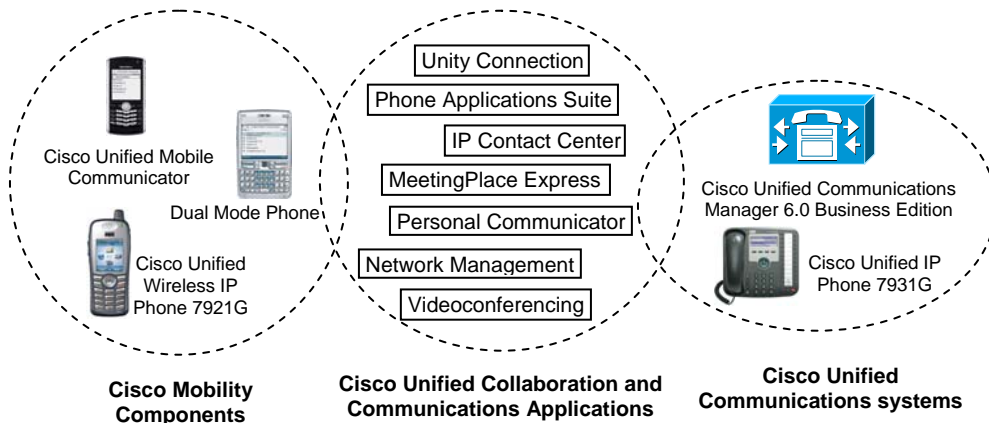 Cisco Unified Mobile
Communicator
Dual Mode Phone
Cisco Unified
Wireless IP
Phone 7921G
Cisco Mobility
Components
Unity Connection
Phone Applications Suite
IP Contact Center
MeetingPlace Express
Personal Communicator
Network Management
Videoconferencing
Cisco Unified Collaboration and
Communications Applications
Cisco Unified Communications
Manager 6.0 Business Edition
Cisco Unified IP
Phone 7931G
Cisco Unified
Communications systems